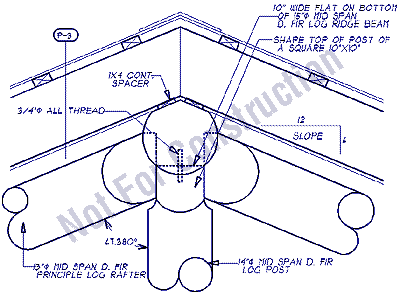 10" WIDE FLAT ON BOTTOM
OF 15"Φ MID SPAN
D. FIR LOG RIDGE BEAM
SHAPE TOP OF POST OF
A SQUARE 10"X10"
P-3
1X4 CONT.
SPACER
3/4"Φ ALL THREAD
12
SLOPE
6
Not For Construction
47.380°
13"Φ MID SPAN D. FIR
PRINCIPLE LOG RAFTER
14"Φ MID SPAN D. FIR
LOG POST